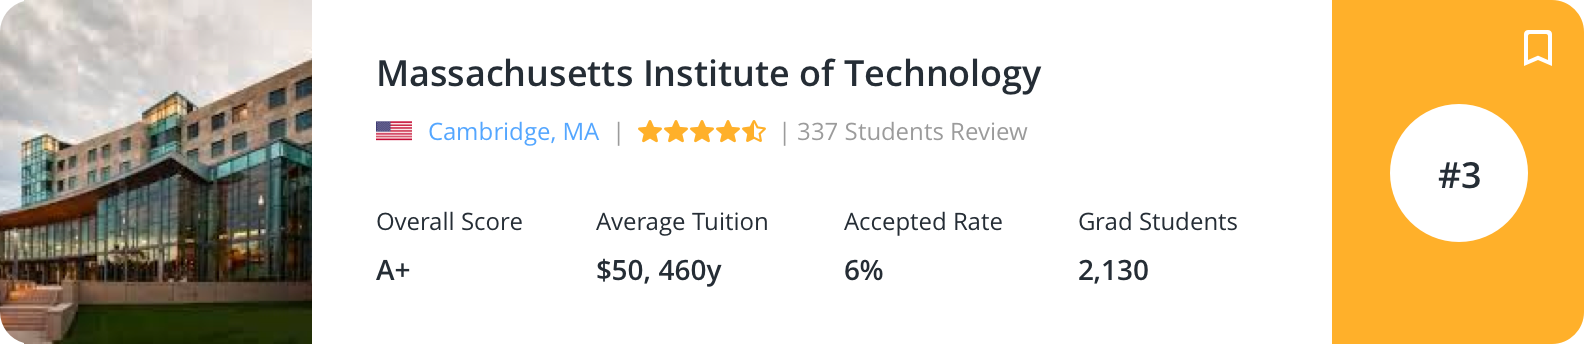 Massachusetts Institute of Technology
Cambridge, MA | | 337 Students Review
#3
Overall Score Average Tuition Accepted Rate Grad Students
A+ $50, 460y 6% 2,130